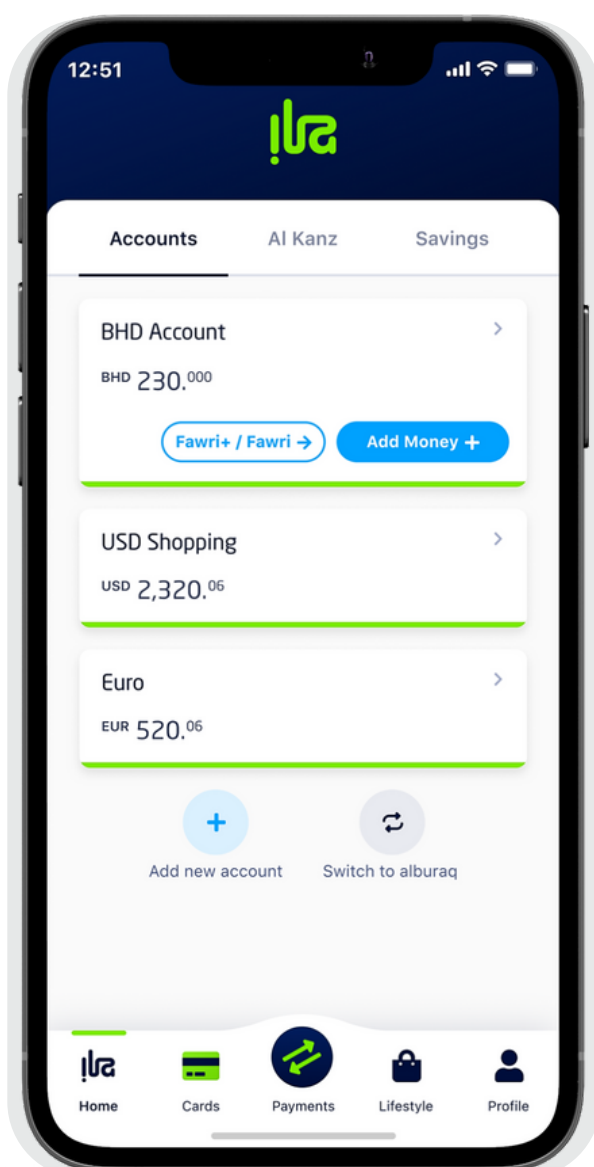 12:51
ila
Accounts Al Kanz Savings
BHD Account
BHD 230.000
Fawri+ / Fawri → Add Money +
USD Shopping
USD 2,320.06
Euro
EUR 520.06
Add new account Switch to alburaq
ila
Home Cards Payments Lifestyle Profile